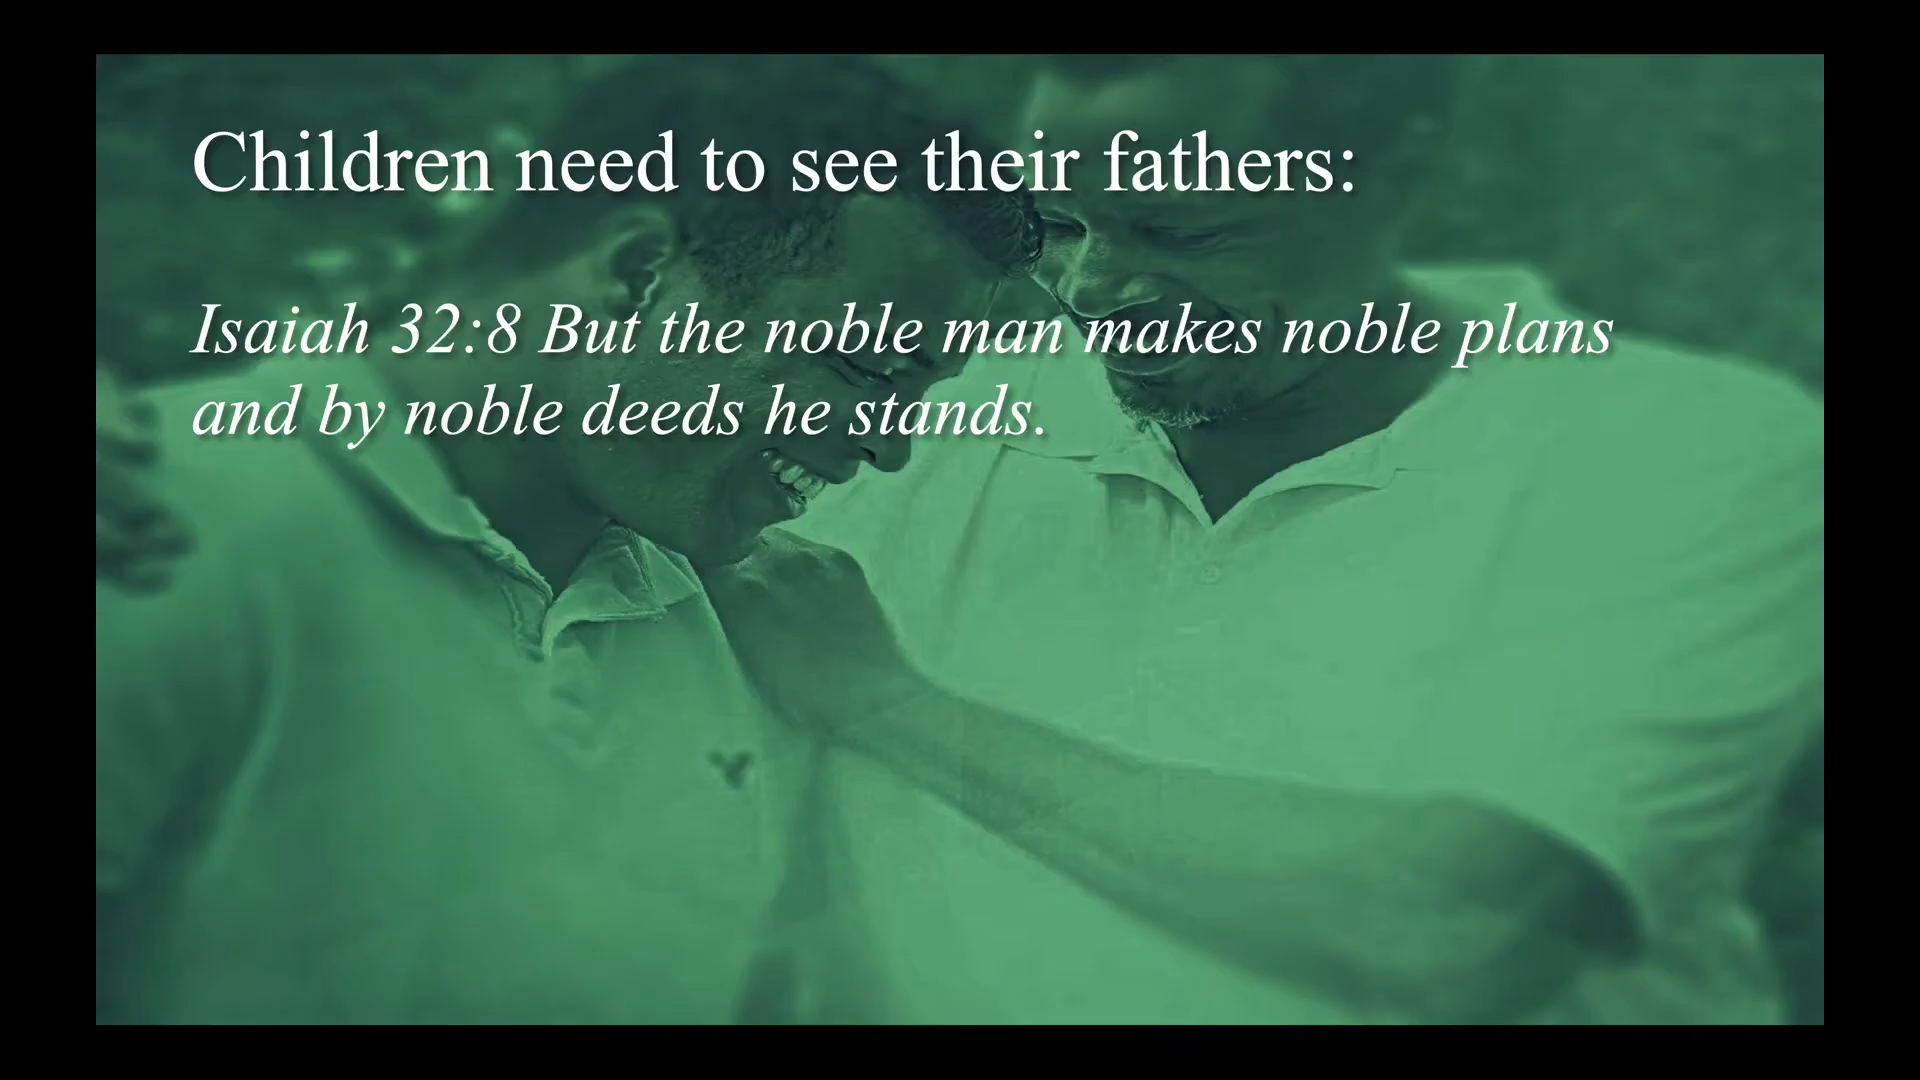 Children need to see their fathers:
Isaiah 32:8 But the noble man makes noble plans
and by noble deeds he stands.